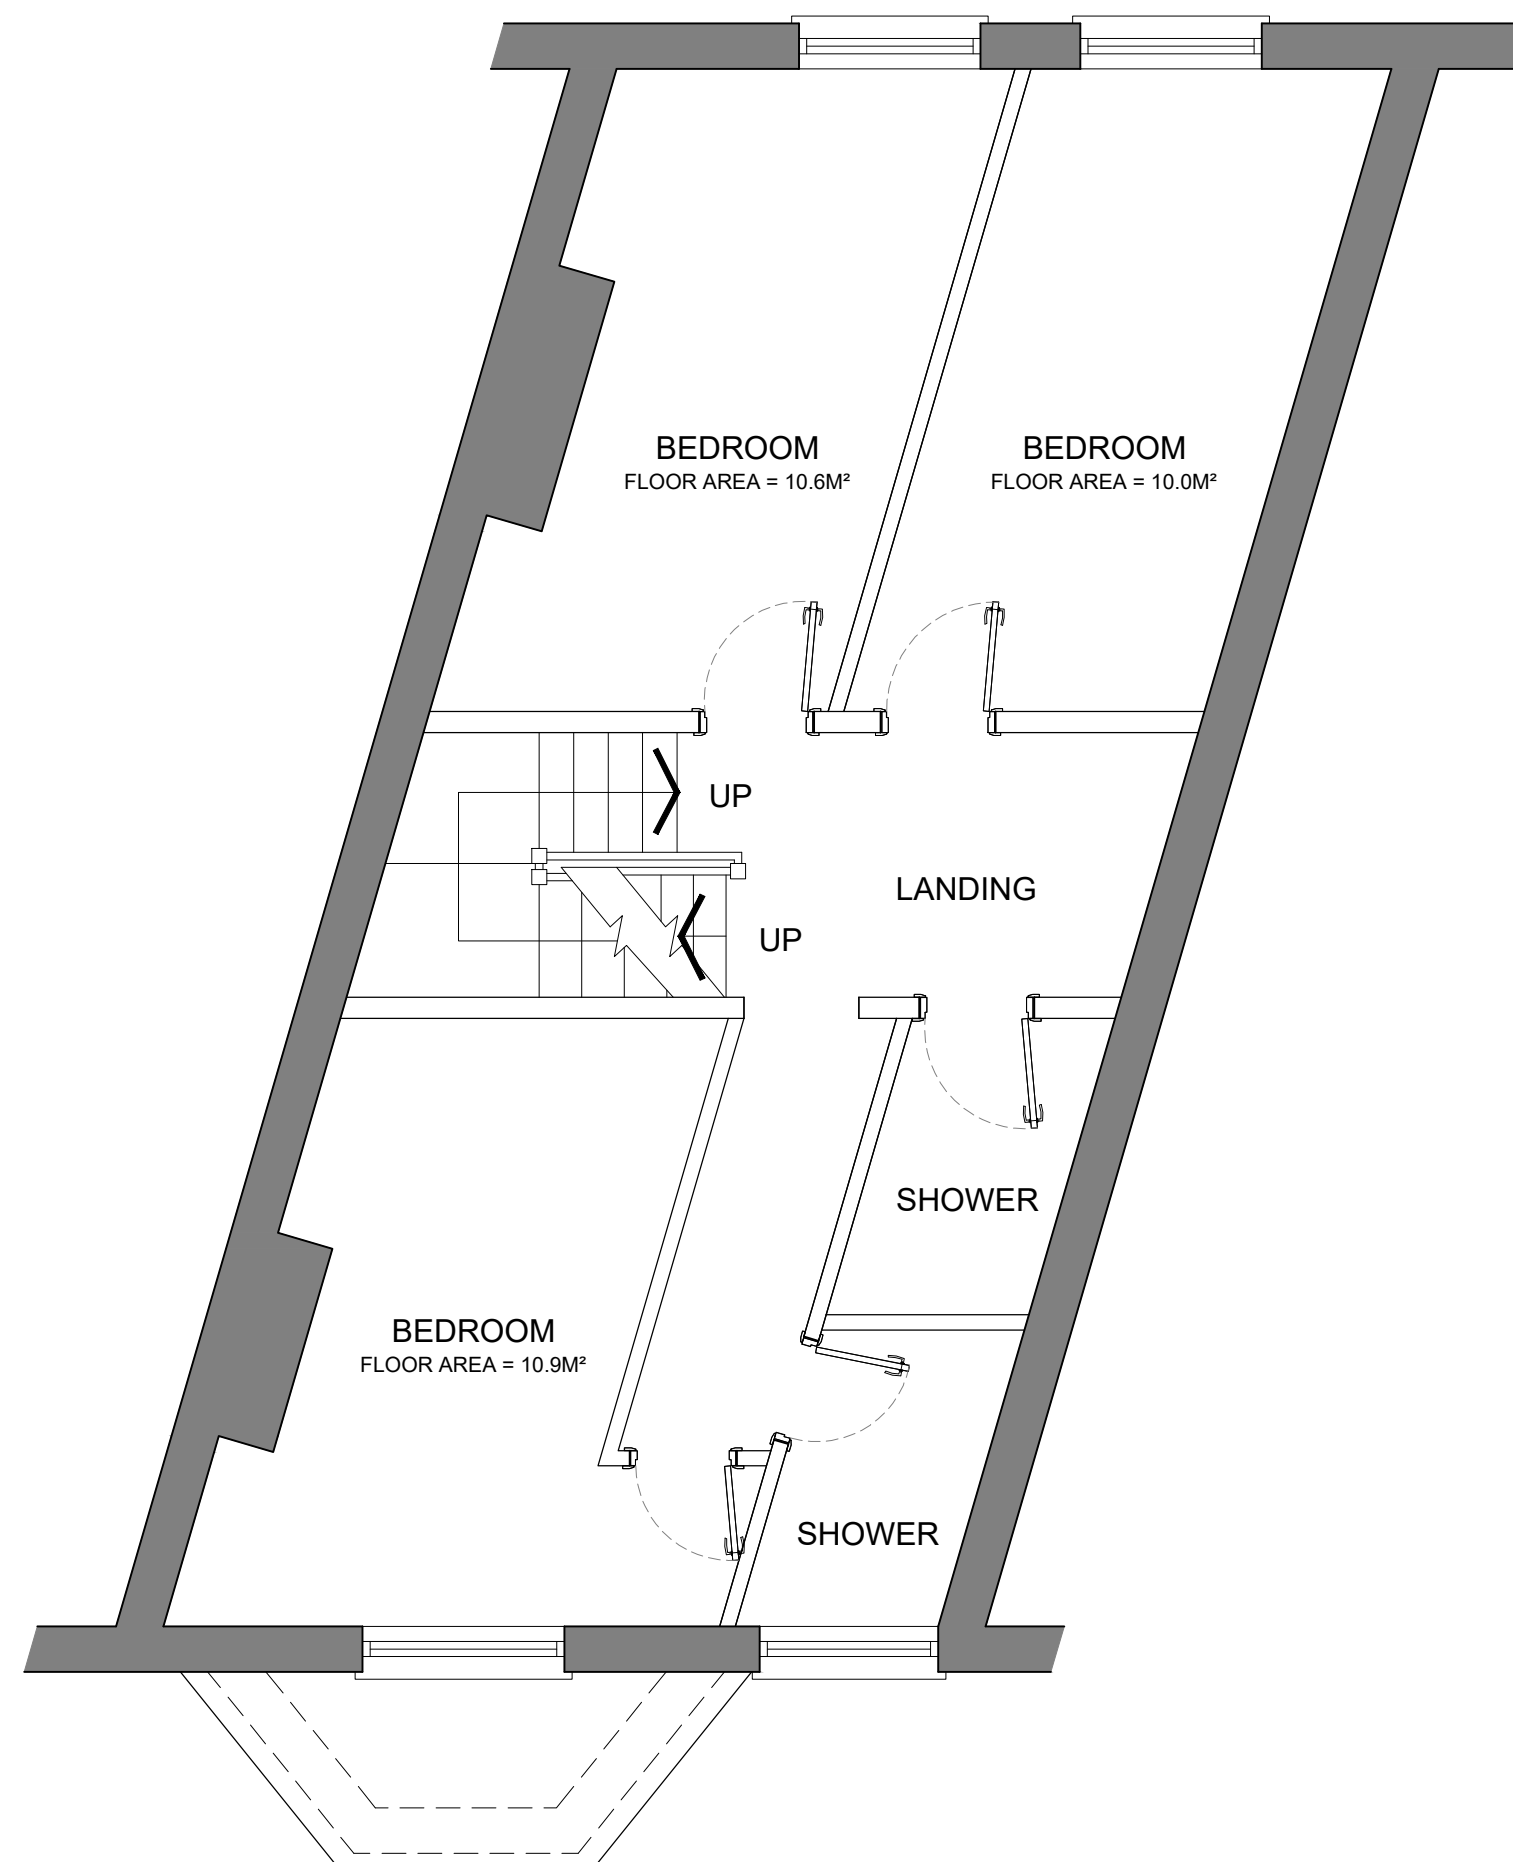 BEDROOM
FLOOR AREA = 10.6M²
BEDROOM
FLOOR AREA = 10.0M²
UP
LANDING
UP
SHOWER
BEDROOM
FLOOR AREA = 10.9M²
SHOWER